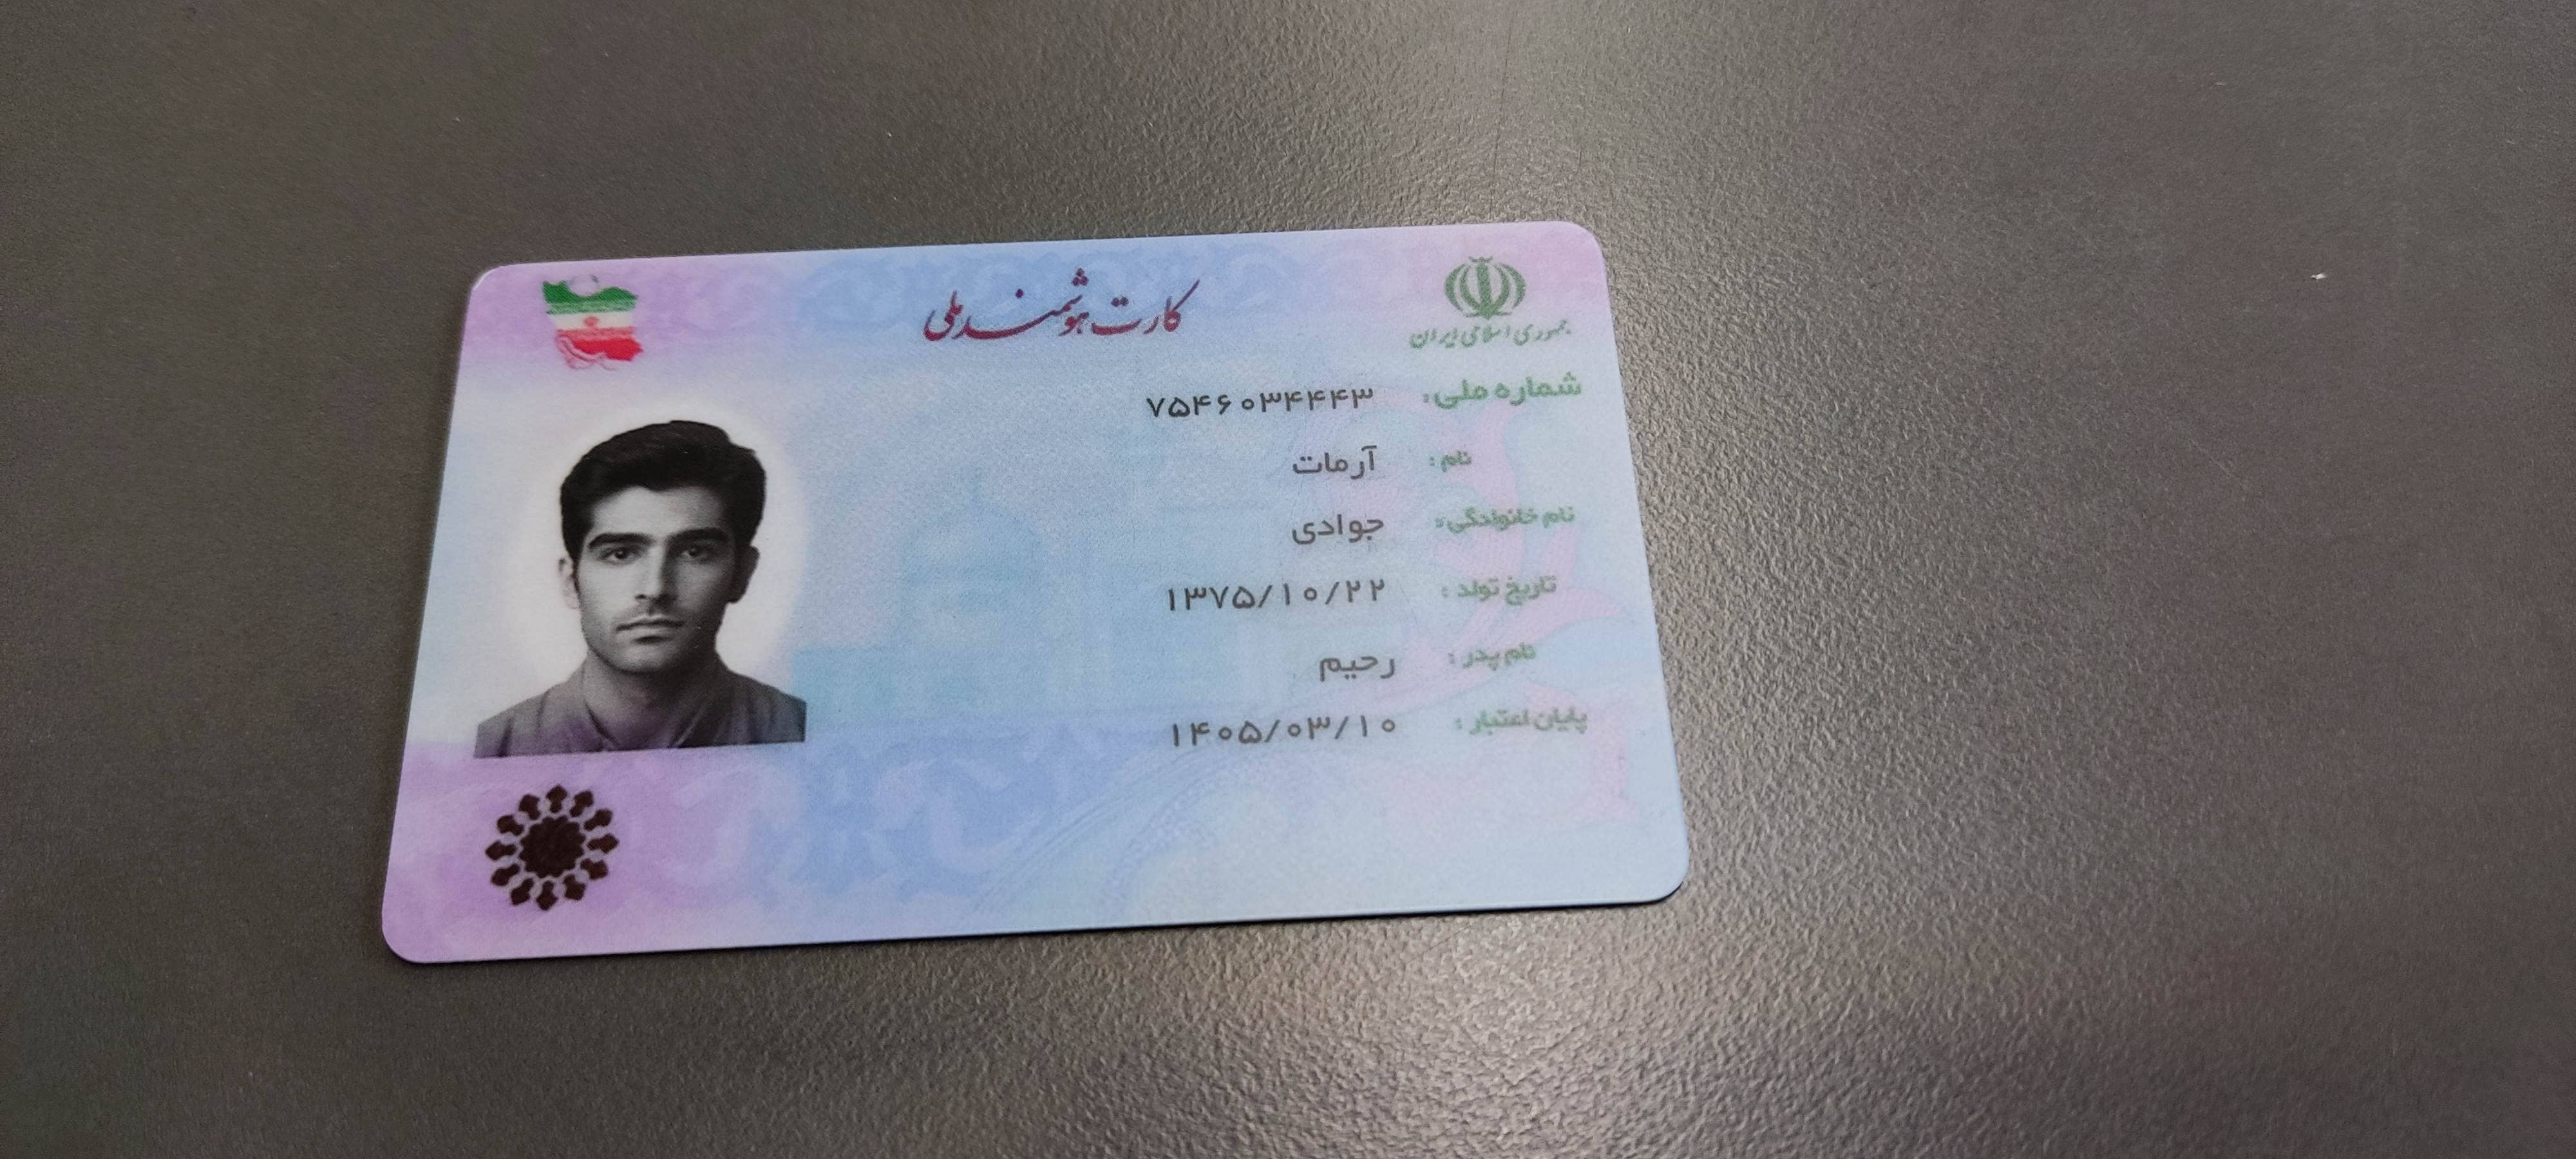 کارت هوشمند ملی
جمهوری اسلامی ایران
شماره ملی: ۷۵۴۶۰۳۴۴۴۳
نام: آرمات
نام خانوادگی: جوادی
تاریخ تولد: ۱۳۷۵/۱۰/۲۲
نام پدر: رحیم
پایان اعتبار: ۱۴۰۵/۰۳/۱۰